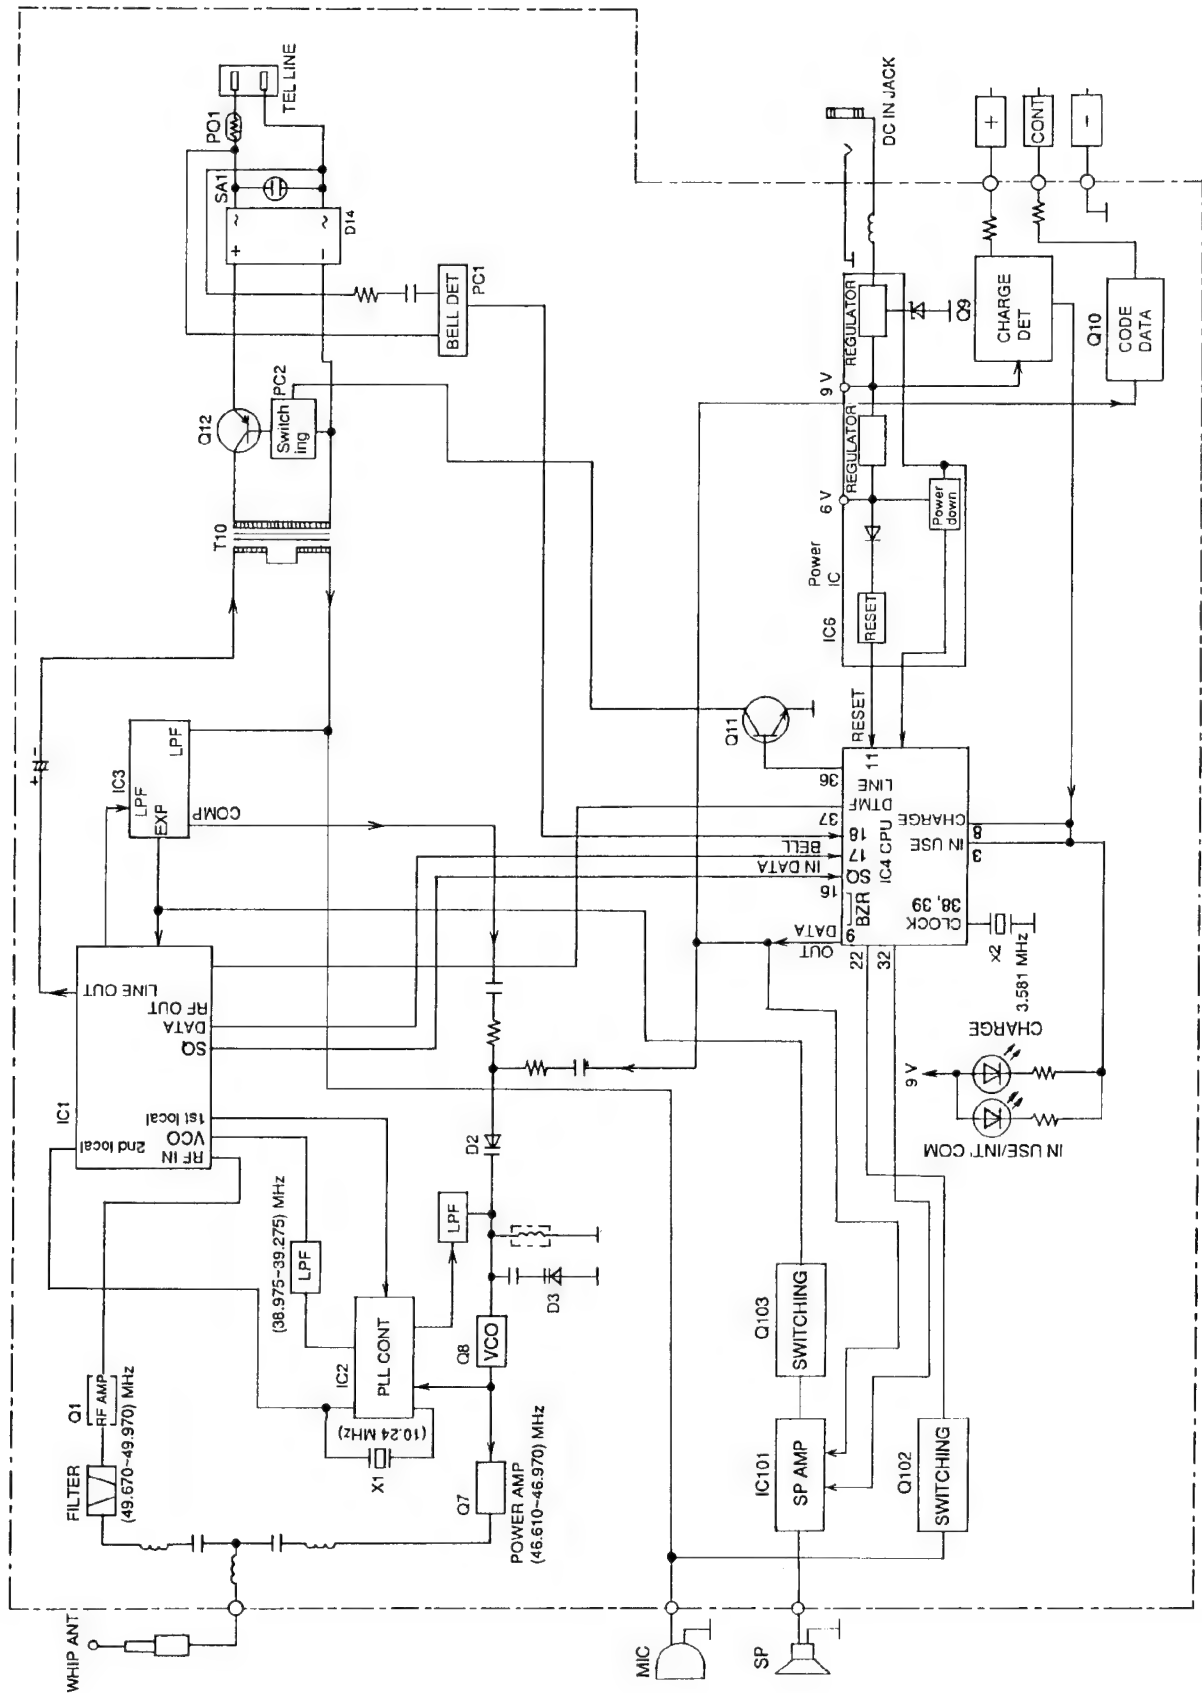 WHIP ANT
FILTER
Q1
RF AMP
(49.670~49.970) MHz
LPF
(38.975~39.275) MHz
IC1
2nd local
1st local
VCO
RF IN
SQ
DATA
RF OUT
LINE OUT
IC3
LPF
EXP
LPF
COMP
T10
Q12
Switch
ing
PC2
SA1
PO1
TEL LINE
+
~
−
~
D14
BELL DET
PC1
X1
(10.24 MHz)
IC2
PLL CONT
LPF
Q7
POWER AMP
(46.610~46.970) MHz
Q8
VCO
D3
D2
MIC
SP
IC101
SP AMP
Q103
SWITCHING
Q102
SWITCHING
IN USE/INT' COM
CHARGE
9 V
X2
3.581 MHz
OUT
DATA
9
BZR
22
32
CLOCK
38, 39
16
SQ
IN DATA
17
BELL
18
IC4 CPU
37
DTMF
36
LINE
11
RESET
IN USE
3
CHARGE
8
Q11
IC6
Power
IC
RESET
Power
down
6 V
REGULATOR
9 V
REGULATOR
Q9
DC IN JACK
CHARGE
DET
Q10
CODE
DATA
+
CONT
-